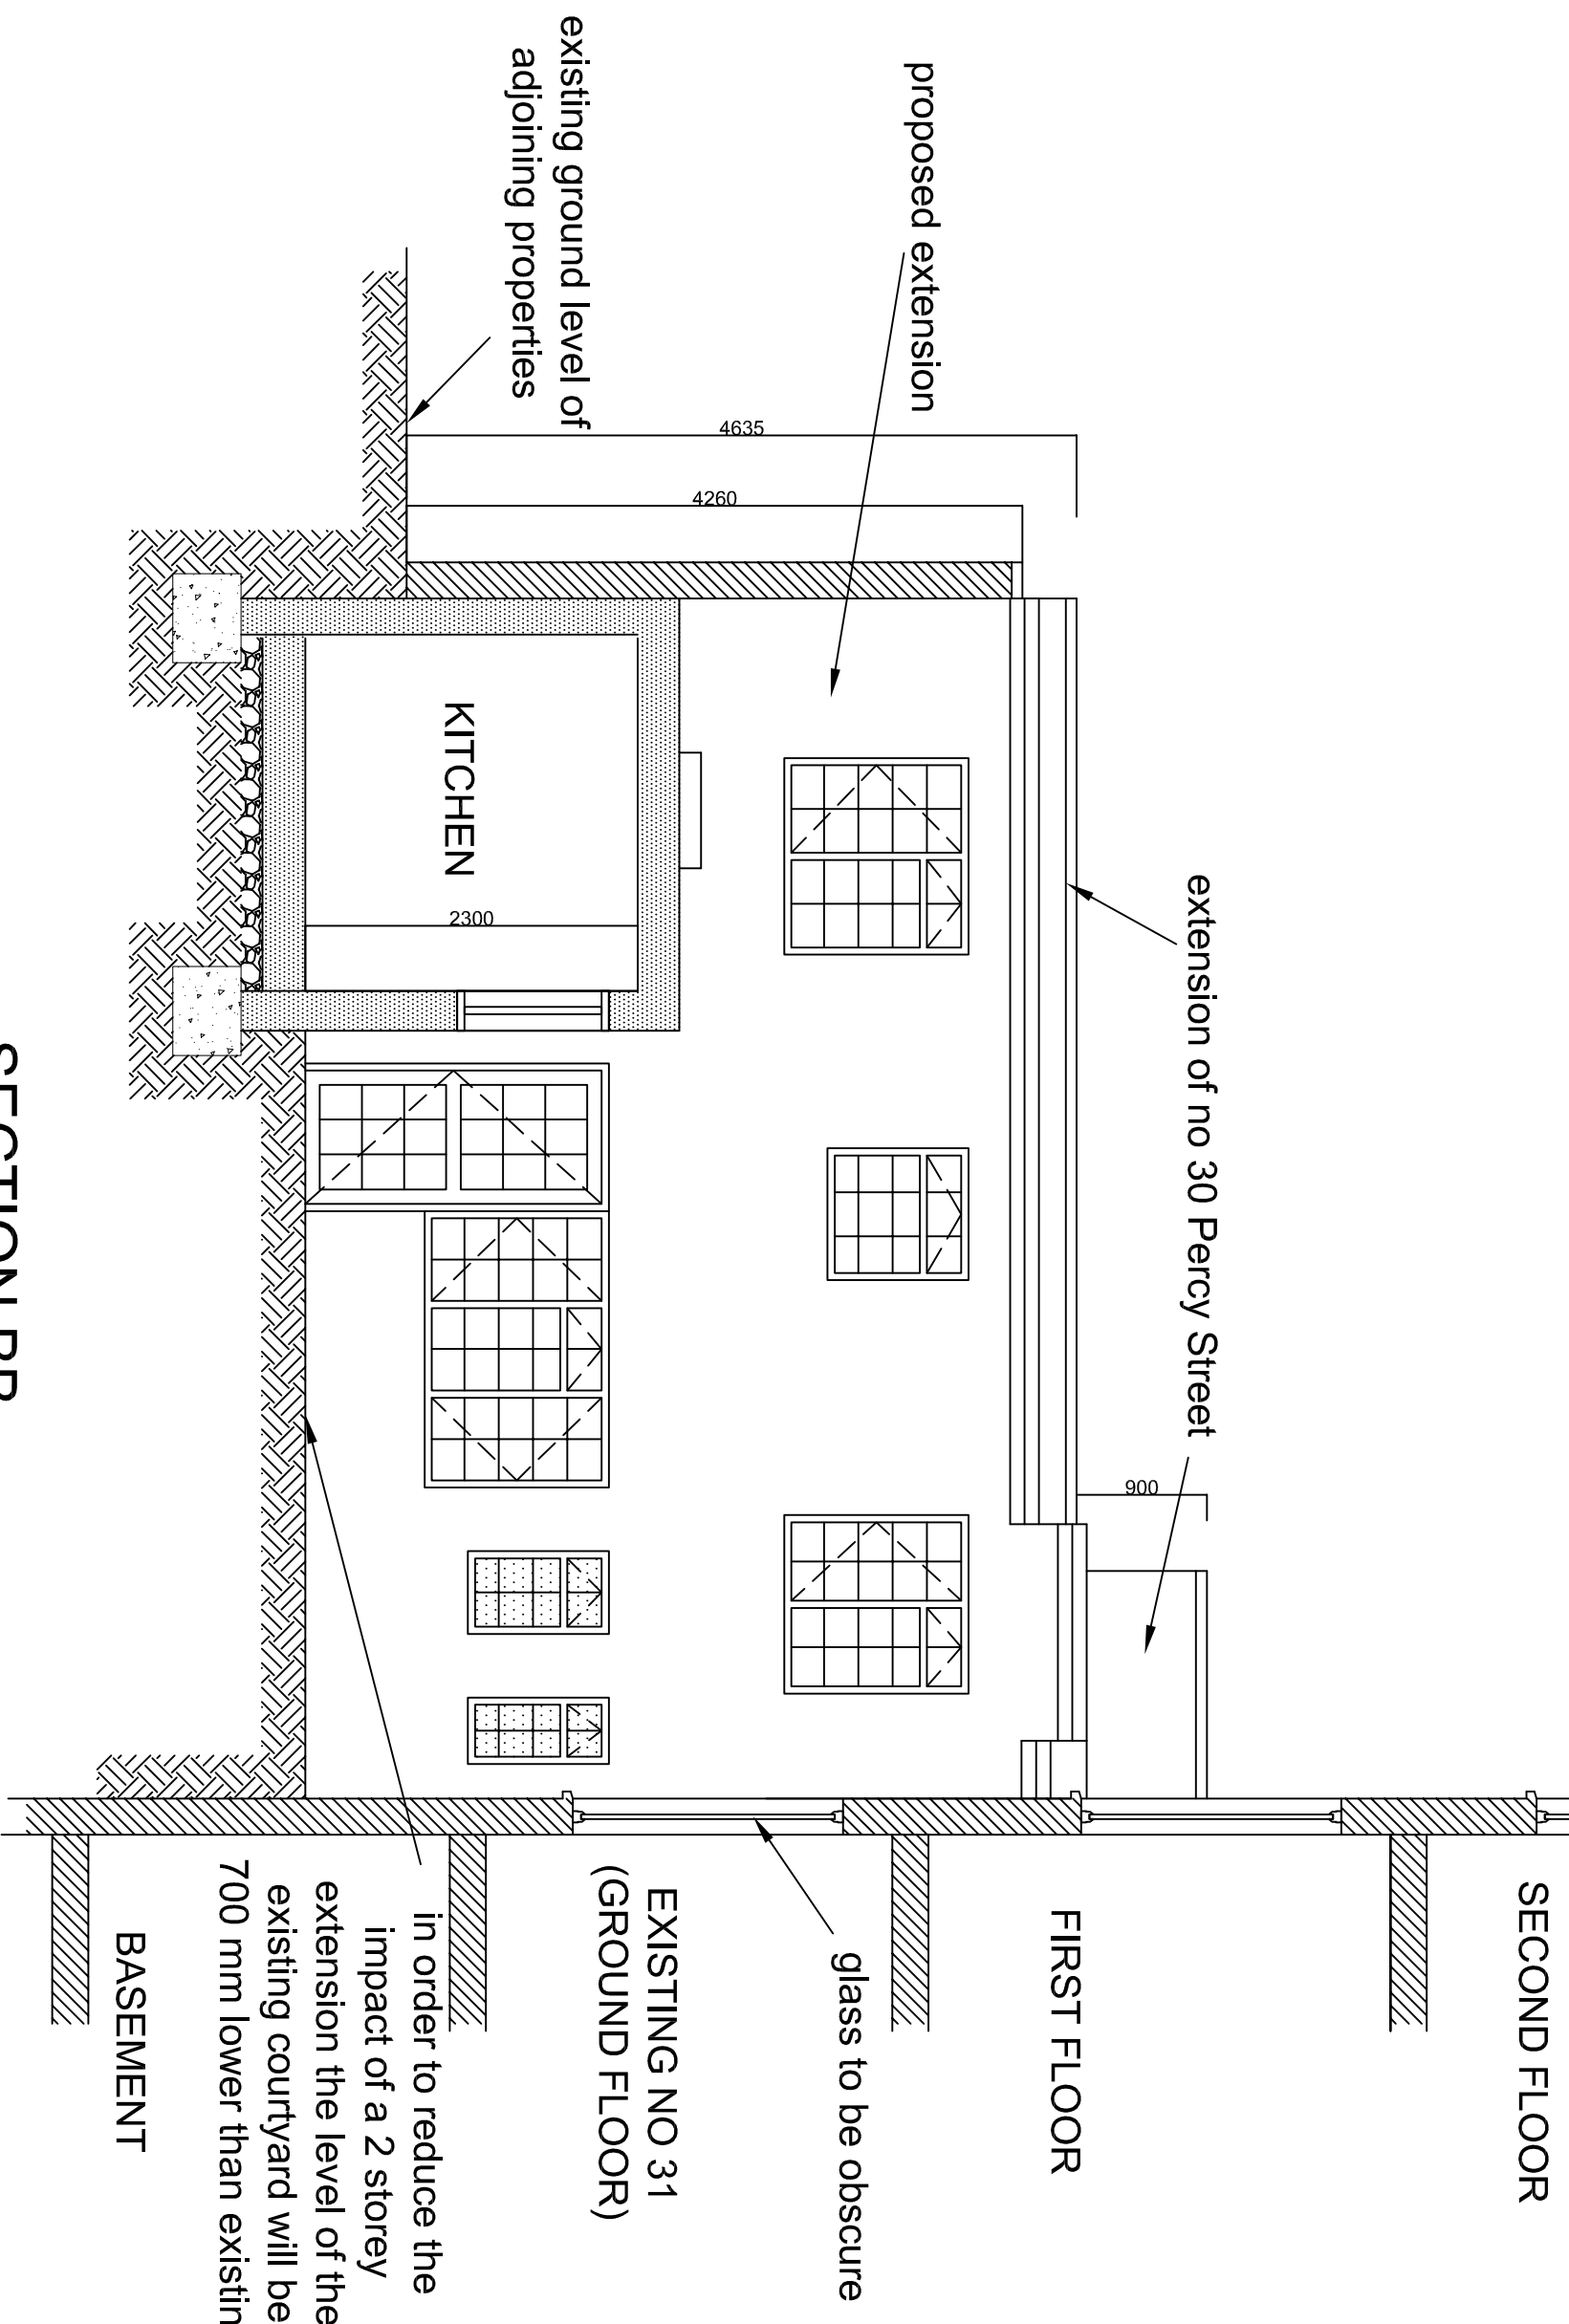 SECOND FLOOR
extension of no 30 Percy Street
900
FIRST FLOOR
proposed extension
glass to be obscure
4635
4260
EXISTING NO 31
(GROUND FLOOR)
existing ground level of
adjoining properties
KITCHEN
2300
in order to reduce the
impact of a 2 storey
extension the level of the
existing courtyard will be
700 mm lower than existin
BASEMENT
SECTION